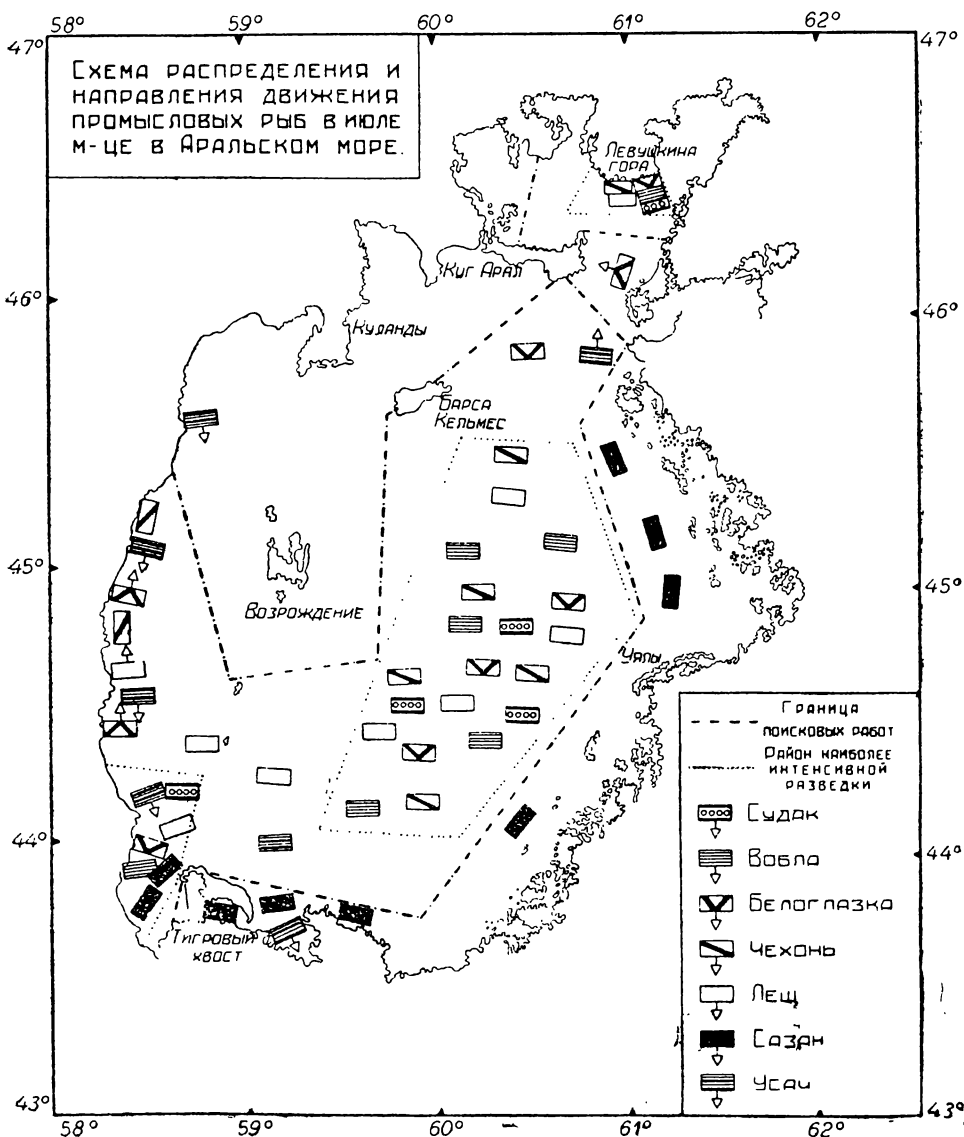 58° 59° 60° 61° 62°
47° 47°
Схема распределения и
направления движения
промысловых рыб в июле
м-це в Аральском море.
Левушкина
гора
Куг Арал
46° 46°
Куланды
Барса
Кельмес
45° 45°
Возрождение
Уялы
Граница
поисковых работ
Район наиболее
интенсивной
разведки
Судак
44° 44°
Вобла
Белоглазка
Тигровый
хвост
Чехонь
Лещ
Сазан
Усач
43° 43°
58° 59° 60° 61° 62°